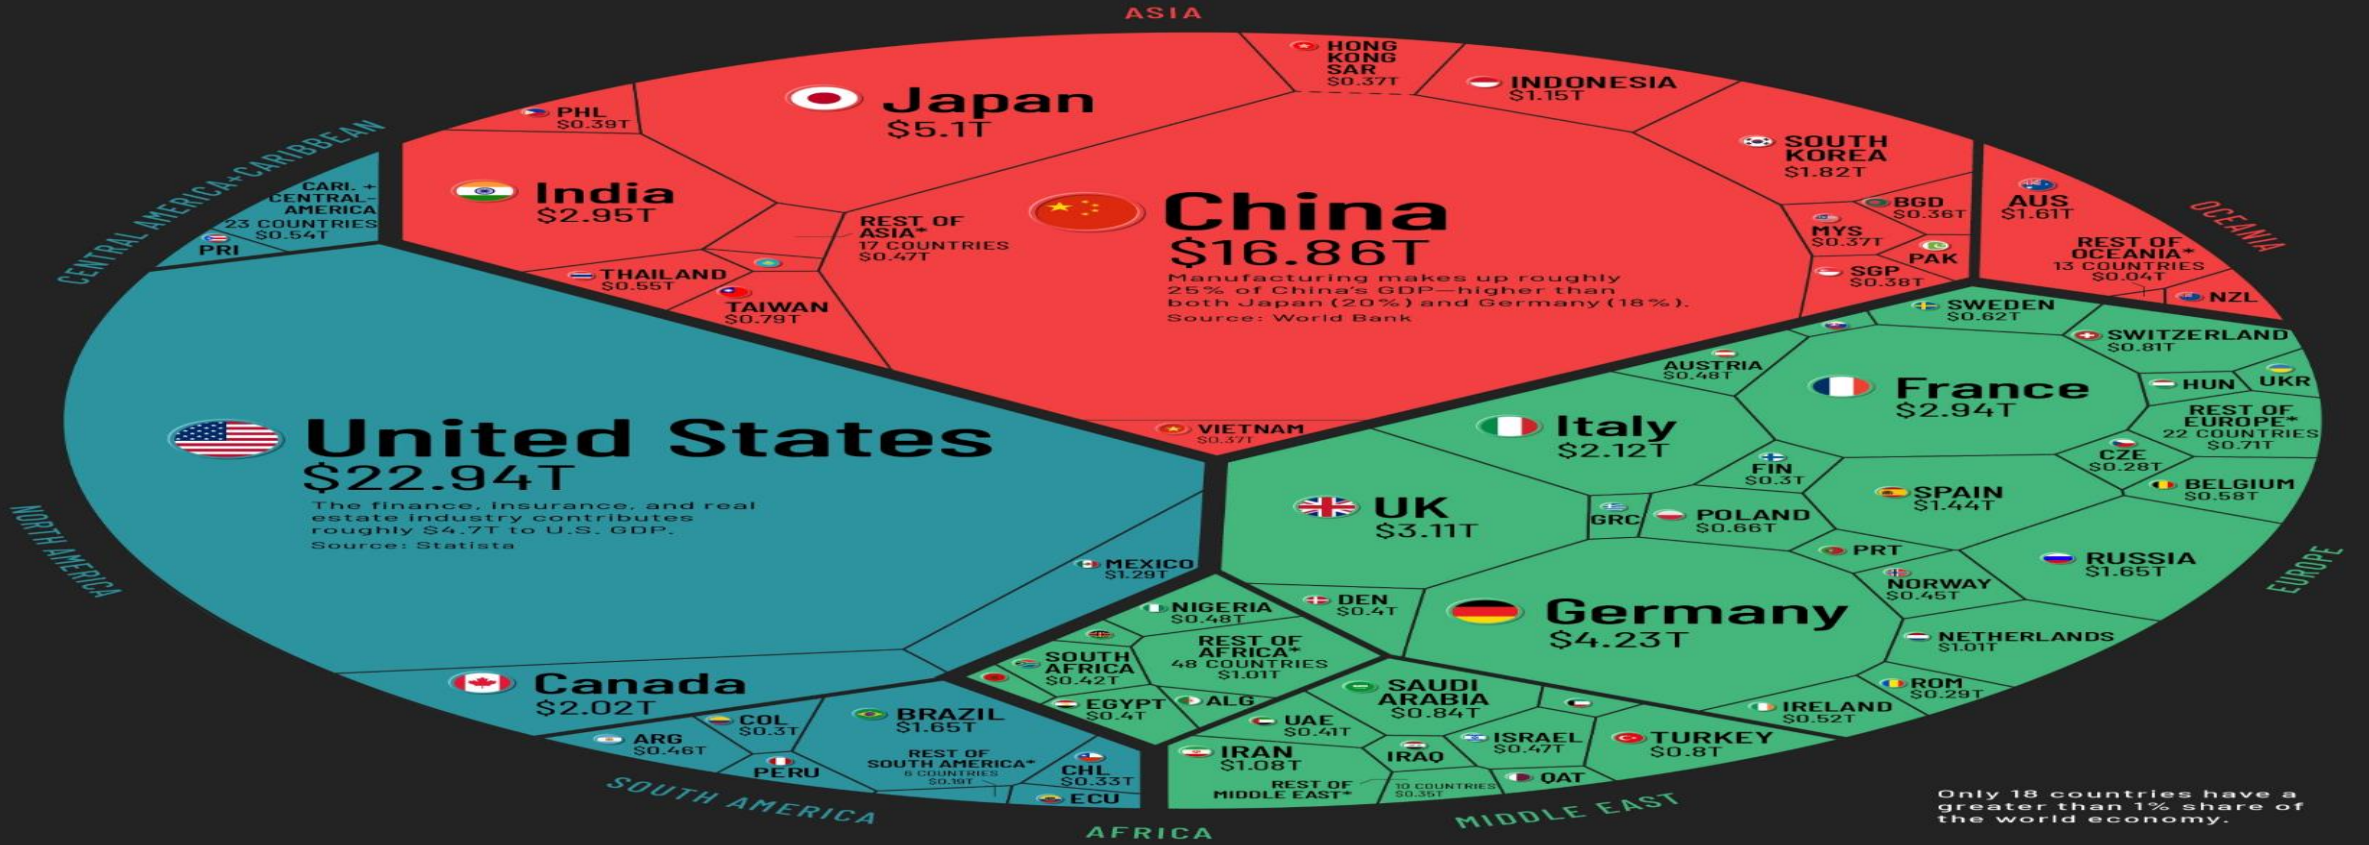 ASIA
HONG
KONG
SAR
$0.37T
INDONESIA
$1.15T
Japan
$5.1T
PHL
$0.39T
SOUTH
KOREA
$1.82T
India
$2.95T
China
$16.86T
Manufacturing makes up roughly
25% of China's GDP—higher than
both Japan (20%) and Germany (18%).
Source: World Bank
REST OF
ASIA*
17 COUNTRIES
$0.47T
BGD
$0.36T
MYS
$0.37T
PAK
SGP
$0.38T
THAILAND
$0.55T
TAIWAN
$0.79T
VIETNAM
$0.37T
OCEANIA
AUS
$1.61T
REST OF
OCEANIA*
13 COUNTRIES
$0.04T
NZL
CENTRAL AMERICA+CARIBBEAN
CARI. +
CENTRAL-
AMERICA
23 COUNTRIES
$0.54T
PRI
NORTH AMERICA
United States
$22.94T
The finance, insurance, and real
estate industry contributes
roughly $4.7T to U.S. GDP.
Source: Statista
MEXICO
$1.29T
Canada
$2.02T
SOUTH AMERICA
ARG
$0.46T
COL
$0.3T
PERU
BRAZIL
$1.65T
REST OF
SOUTH AMERICA*
6 COUNTRIES
$0.19T
CHL
$0.33T
ECU
AFRICA
NIGERIA
$0.48T
REST OF
AFRICA*
48 COUNTRIES
$1.01T
SOUTH
AFRICA
$0.42T
EGYPT
$0.4T
ALG
MIDDLE EAST
SAUDI
ARABIA
$0.84T
UAE
$0.41T
IRAN
$1.08T
IRAQ
ISRAEL
$0.47T
TURKEY
$0.8T
QAT
REST OF
MIDDLE EAST*
10 COUNTRIES
$0.35T
EUROPE
SWEDEN
$0.62T
SWITZERLAND
$0.81T
AUSTRIA
$0.48T
France
$2.94T
HUN
UKR
REST OF
EUROPE*
22 COUNTRIES
$0.71T
Italy
$2.12T
FIN
$0.3T
CZE
$0.28T
BELGIUM
$0.58T
SPAIN
$1.44T
UK
$3.11T
GRC
POLAND
$0.66T
PRT
RUSSIA
$1.65T
NORWAY
$0.45T
DEN
$0.4T
Germany
$4.23T
NETHERLANDS
$1.01T
ROM
$0.29T
IRELAND
$0.52T
Only 18 countries have a
greater than 1% share of
the world economy.